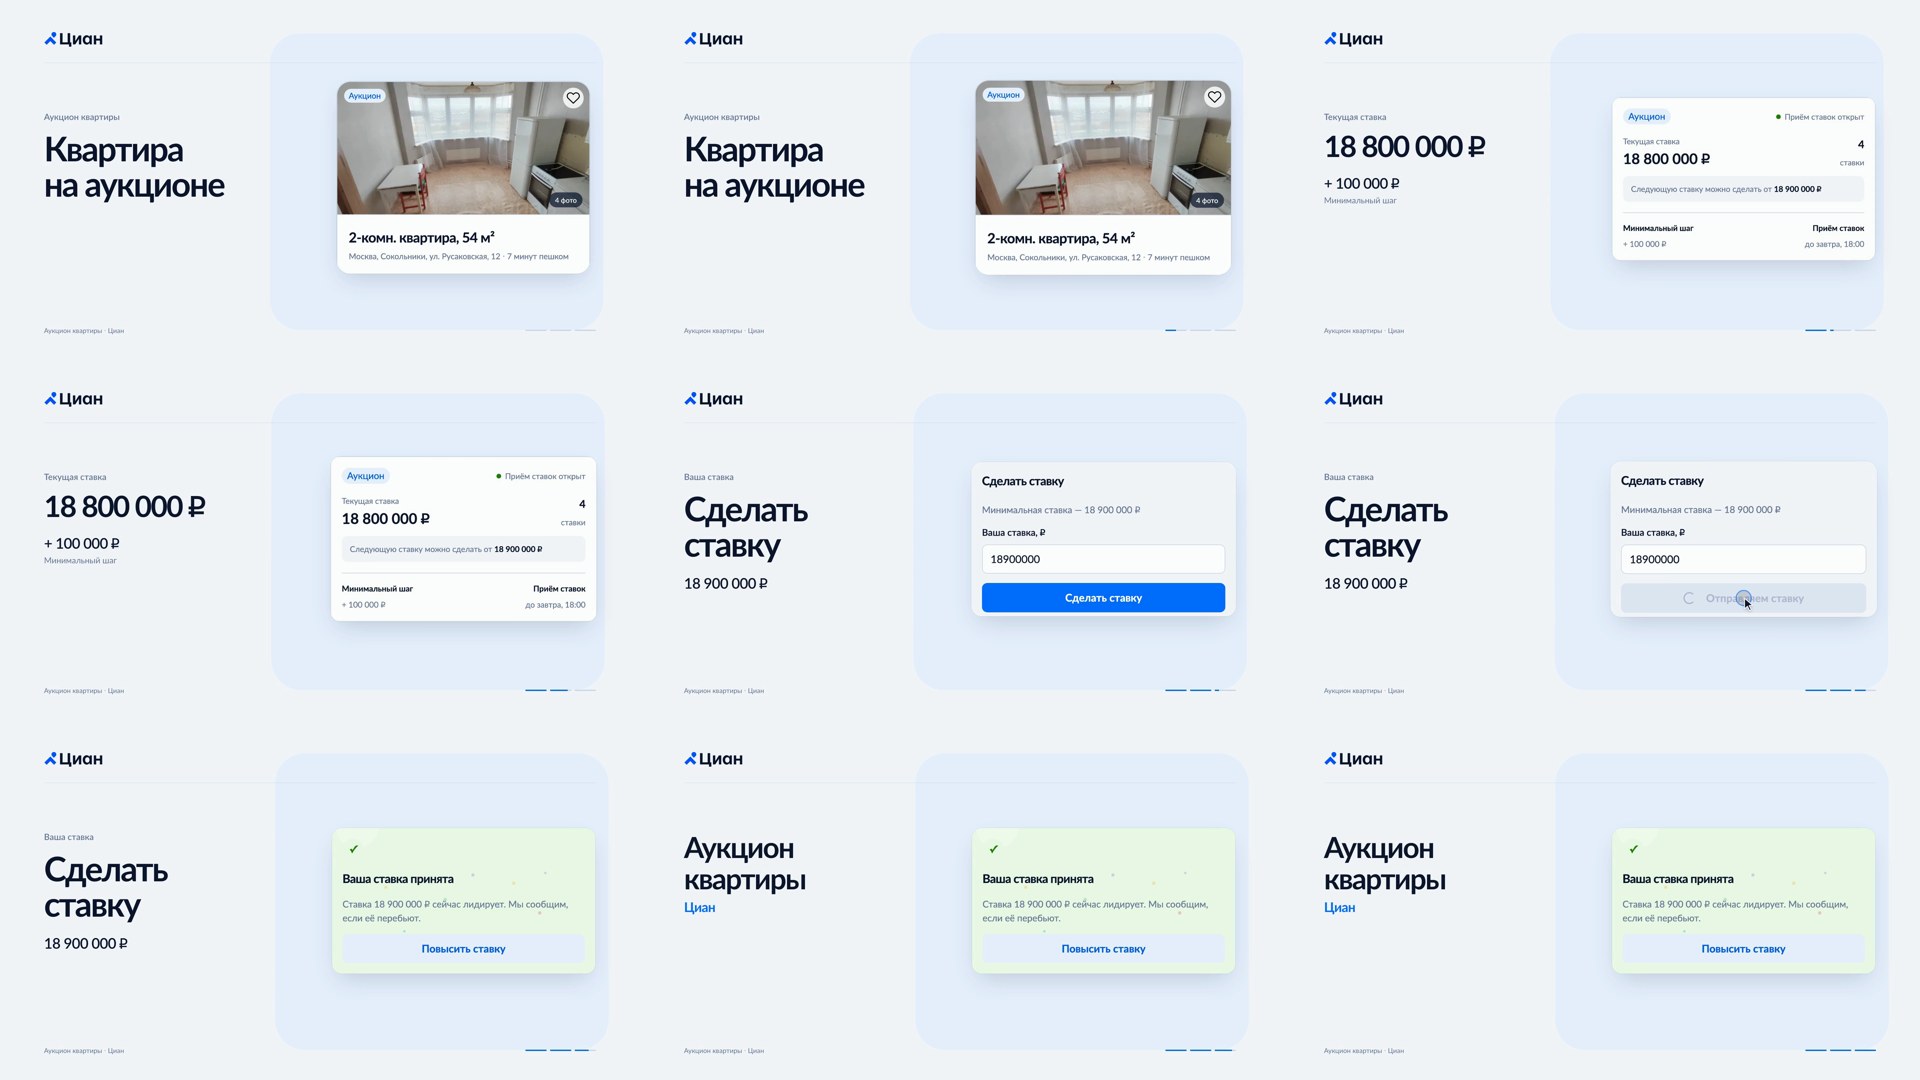 Циан
Аукцион квартиры
Квартира
на аукционе
Аукцион
4 фото
2-комн. квартира, 54 м²
Москва, Сокольники, ул. Русаковская, 12 · 7 минут пешком
Аукцион квартиры · Циан
Циан
Аукцион квартиры
Квартира
на аукционе
Аукцион
4 фото
2-комн. квартира, 54 м²
Москва, Сокольники, ул. Русаковская, 12 · 7 минут пешком
Аукцион квартиры · Циан
Циан
Текущая ставка
18 800 000 ₽
+ 100 000 ₽
Минимальный шаг
Аукцион
Приём ставок открыт
Текущая ставка
4
18 800 000 ₽
ставки
Следующую ставку можно сделать от 18 900 000 ₽
Минимальный шаг
Приём ставок
+ 100 000 ₽
до завтра, 18:00
Аукцион квартиры · Циан
Циан
Текущая ставка
18 800 000 ₽
+ 100 000 ₽
Минимальный шаг
Аукцион
Приём ставок открыт
Текущая ставка
4
18 800 000 ₽
ставки
Следующую ставку можно сделать от 18 900 000 ₽
Минимальный шаг
Приём ставок
+ 100 000 ₽
до завтра, 18:00
Аукцион квартиры · Циан
Циан
Ваша ставка
Сделать
ставку
18 900 000 ₽
Сделать ставку
Минимальная ставка — 18 900 000 ₽
Ваша ставка, ₽
18900000
Сделать ставку
Аукцион квартиры · Циан
Циан
Ваша ставка
Сделать
ставку
18 900 000 ₽
Сделать ставку
Минимальная ставка — 18 900 000 ₽
Ваша ставка, ₽
18900000
Отправляем ставку
Аукцион квартиры · Циан
Циан
Ваша ставка
Сделать
ставку
18 900 000 ₽
Ваша ставка принята
Ставка 18 900 000 ₽ сейчас лидирует. Мы сообщим,
если её перебьют.
Повысить ставку
Аукцион квартиры · Циан
Циан
Аукцион
квартиры
Циан
Ваша ставка принята
Ставка 18 900 000 ₽ сейчас лидирует. Мы сообщим,
если её перебьют.
Повысить ставку
Аукцион квартиры · Циан
Циан
Аукцион
квартиры
Циан
Ваша ставка принята
Ставка 18 900 000 ₽ сейчас лидирует. Мы сообщим,
если её перебьют.
Повысить ставку
Аукцион квартиры · Циан